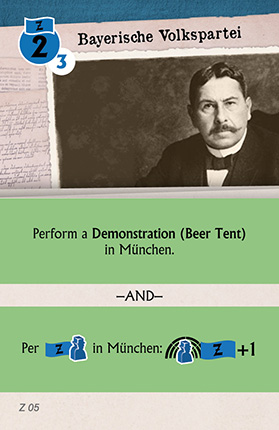 Z
2
3
Bayerische Volkspartei
Perform a Demonstration (Beer Tent)
in München.
–AND–
Per Z in München: Z +1
Z 05